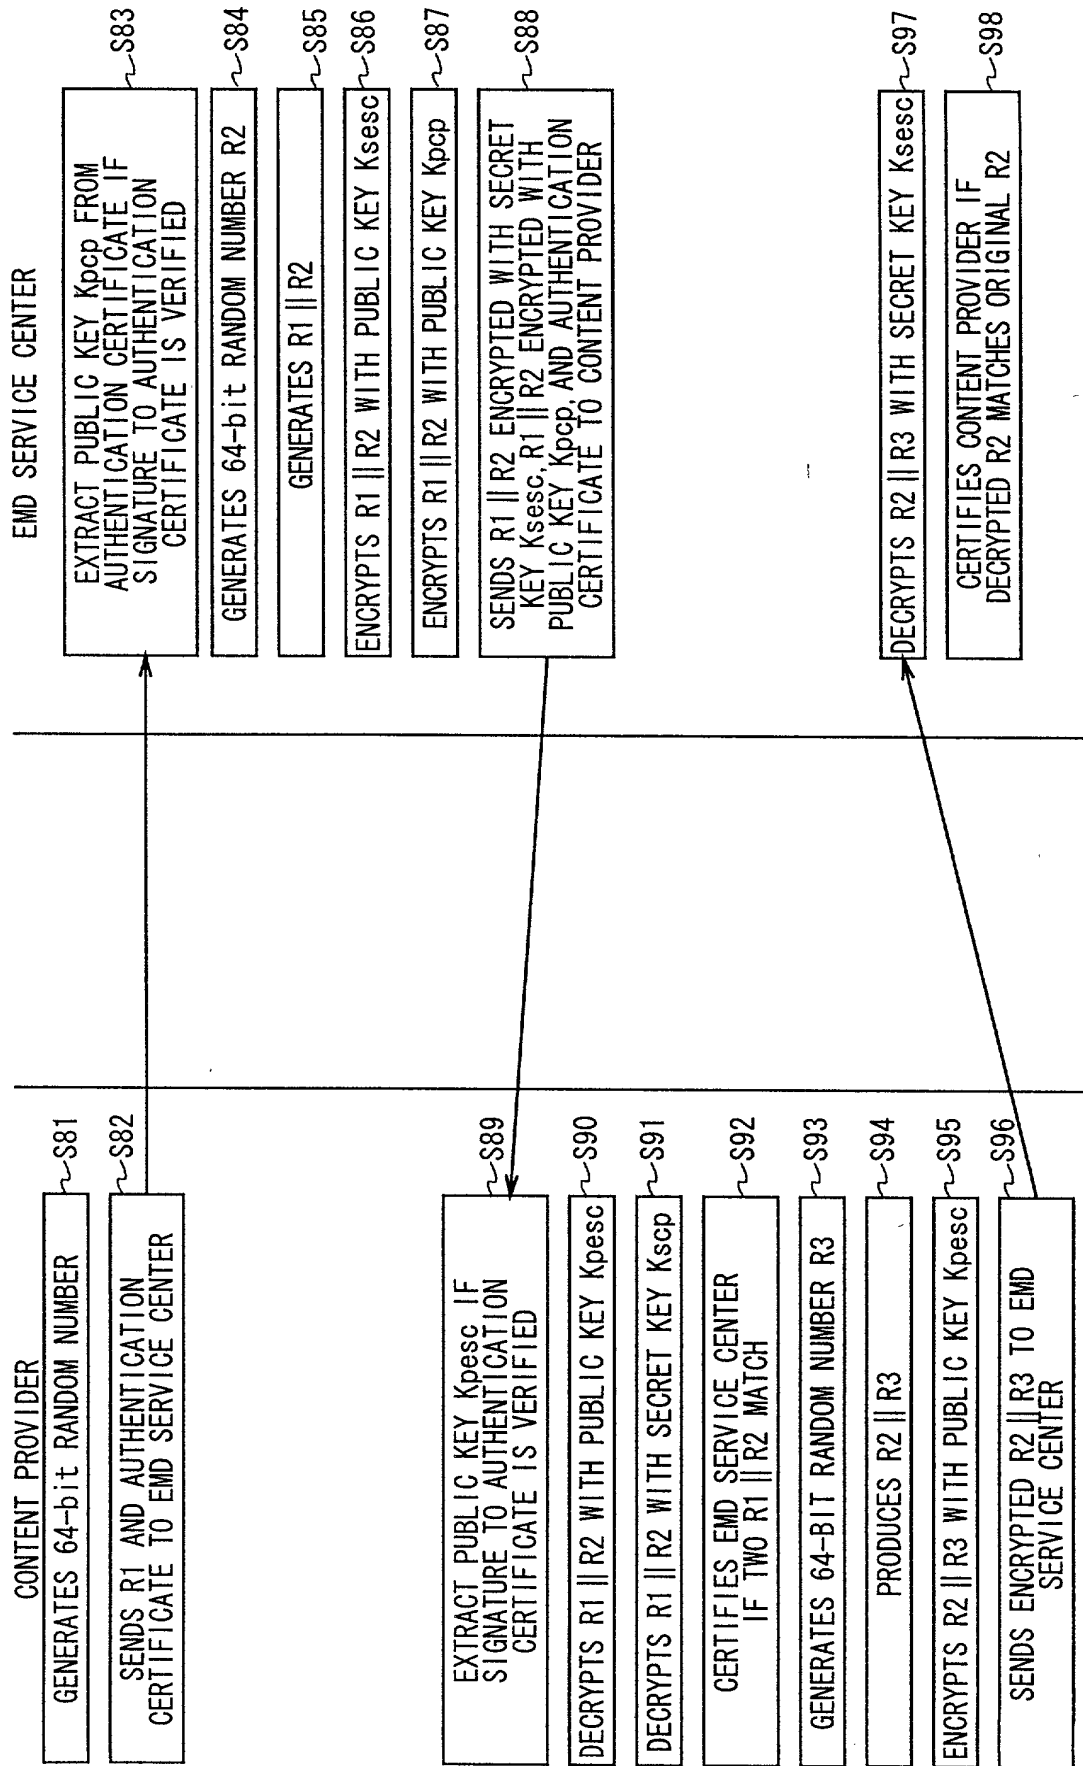 CONTENT PROVIDER
GENERATES 64-bit RANDOM NUMBER
S81
SENDS R1 AND AUTHENTICATION
CERTIFICATE TO EMD SERVICE CENTER
S82
EMD SERVICE CENTER
EXTRACT PUBLIC KEY Kpcp FROM
AUTHENTICATION CERTIFICATE IF
SIGNATURE TO AUTHENTICATION
CERTIFICATE IS VERIFIED
S83
GENERATES 64-bit RANDOM NUMBER R2
S84
GENERATES R1 || R2
S85
ENCRYPTS R1 || R2 WITH PUBLIC KEY Ksesc
S86
ENCRYPTS R1 || R2 WITH PUBLIC KEY Kpcp
S87
SENDS R1 || R2 ENCRYPTED WITH SECRET
KEY Ksesc, R1 || R2 ENCRYPTED WITH
PUBLIC KEY Kpcp, AND AUTHENTICATION
CERTIFICATE TO CONTENT PROVIDER
S88
EXTRACT PUBLIC KEY Kpesc IF
SIGNATURE TO AUTHENTICATION
CERTIFICATE IS VERIFIED
S89
DECRYPTS R1 || R2 WITH PUBLIC KEY Kpesc
S90
DECRYPTS R1 || R2 WITH SECRET KEY Kscp
S91
CERTIFIES EMD SERVICE CENTER
IF TWO R1 || R2 MATCH
S92
GENERATES 64-BIT RANDOM NUMBER R3
S93
PRODUCES R2 || R3
S94
ENCRYPTS R2 || R3 WITH PUBLIC KEY Kpesc
S95
SENDS ENCRYPTED R2 || R3 TO EMD
SERVICE CENTER
S96
DECRYPTS R2 || R3 WITH SECRET KEY Ksesc
S97
CERTIFIES CONTENT PROVIDER IF
DECRYPTED R2 MATCHES ORIGINAL R2
S98